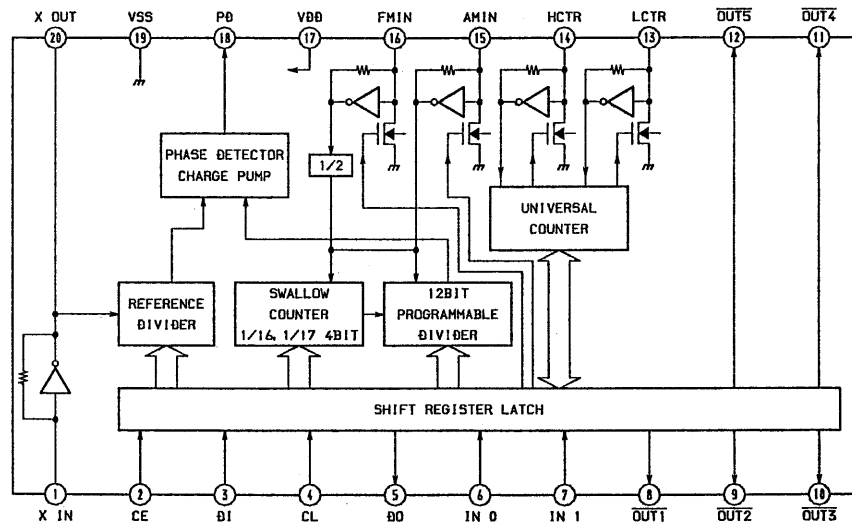 X OUT VSS PD VDD FMIN AMIN HCTR LCTR OUT5 OUT4
20 19 18 17 16 15 14 13 12 11
PHASE DETECTOR
CHARGE PUMP
1/2
UNIVERSAL
COUNTER
REFERENCE
DIVIDER
SWALLOW
COUNTER
1/16, 1/17 4BIT
12BIT
PROGRAMMABLE
DIVIDER
SHIFT REGISTER LATCH
1 2 3 4 5 6 7 8 9 10
X IN CE DI CL DO IN 0 IN 1 OUT1 OUT2 OUT3